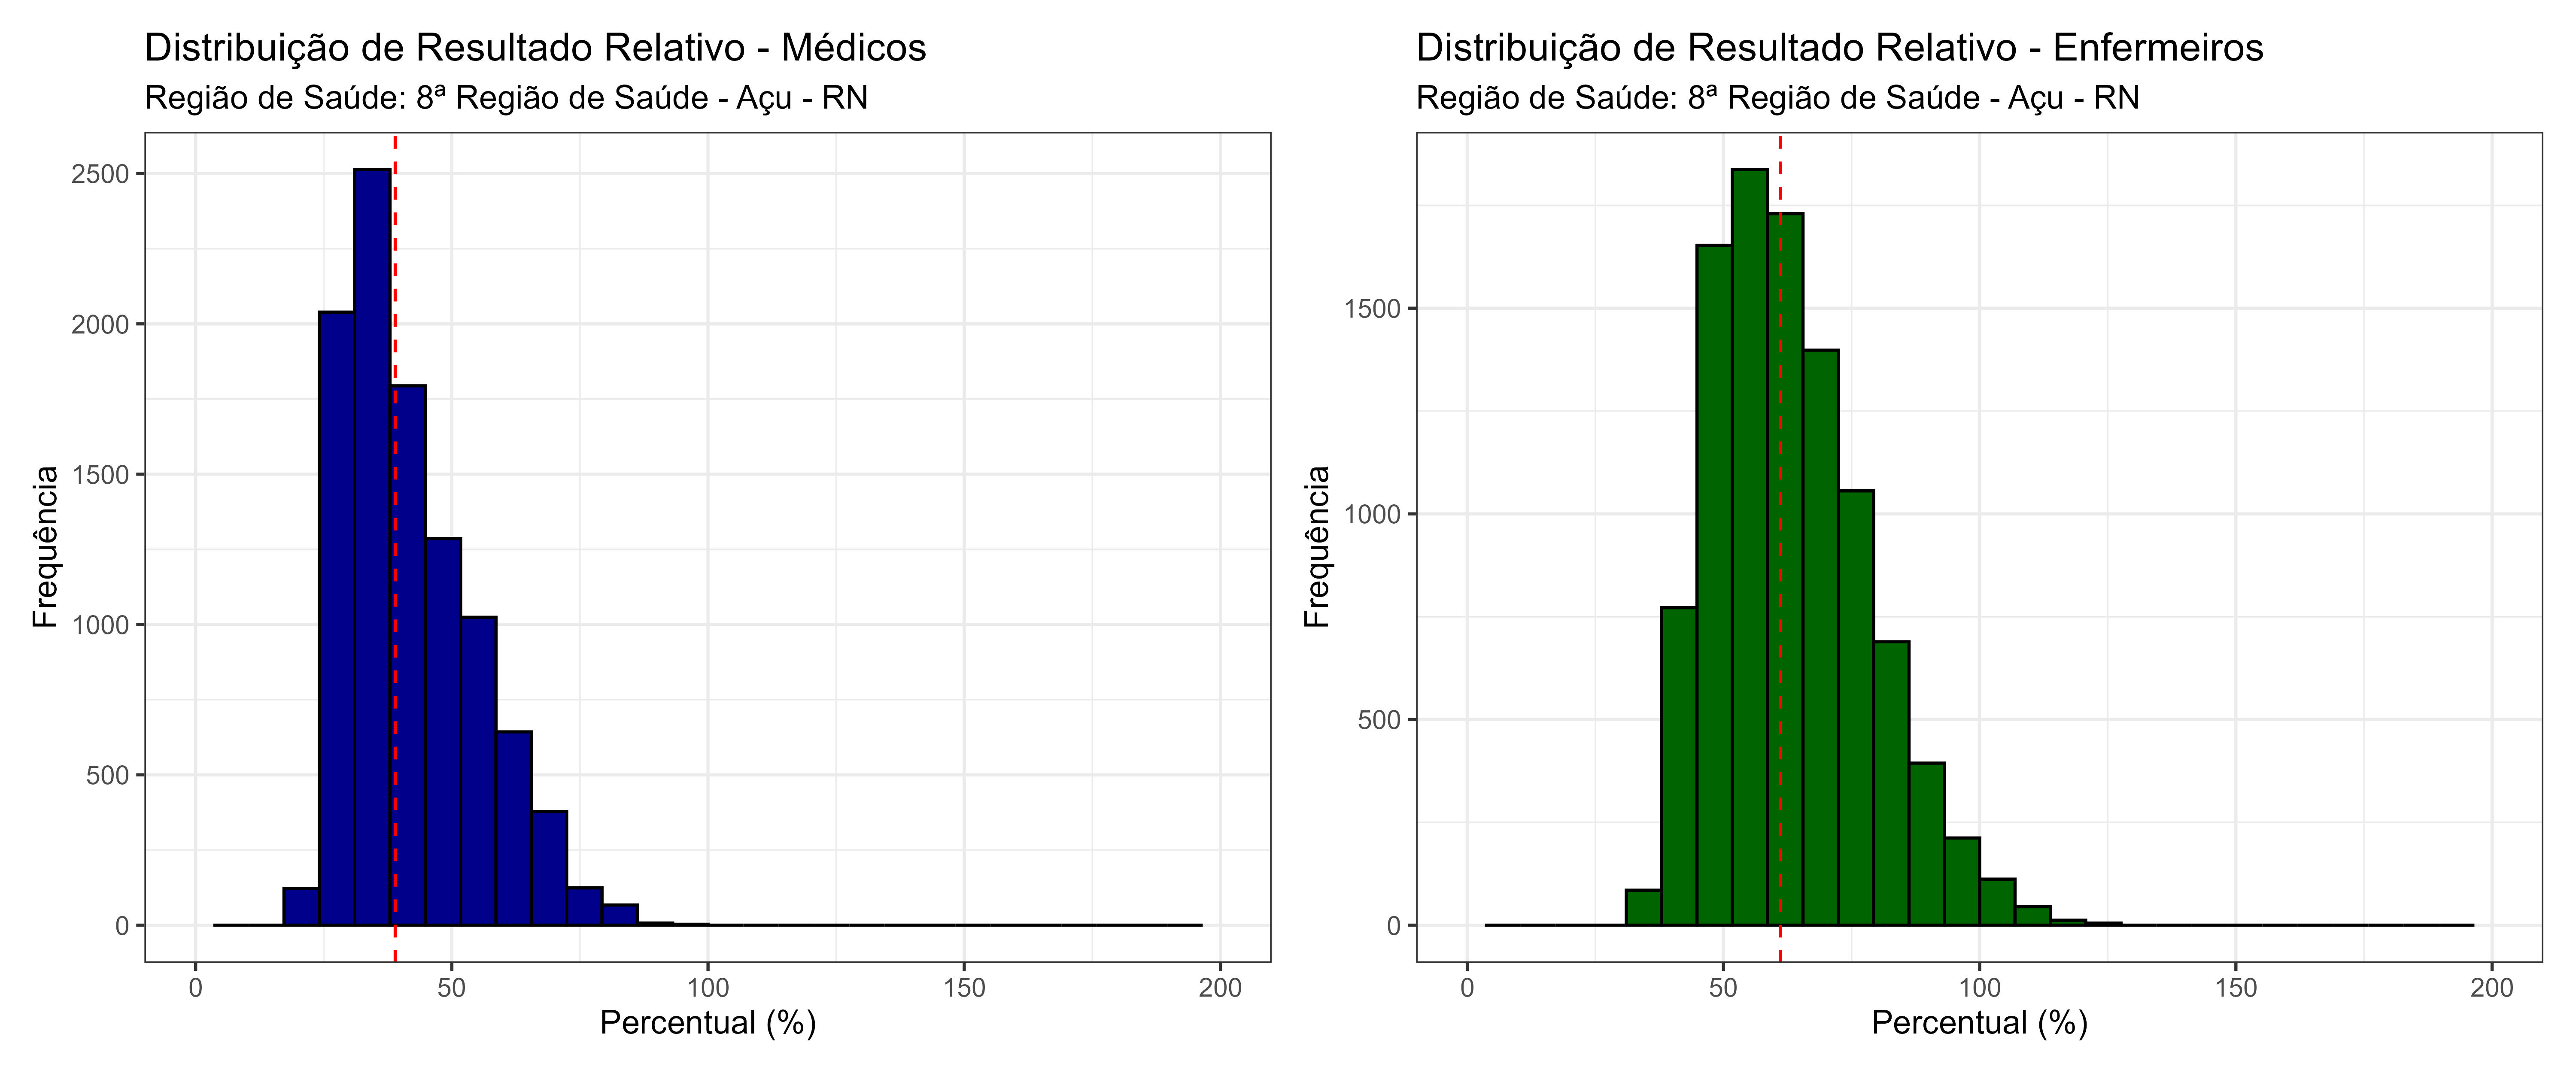 Distribuição de Resultado Relativo - Médicos
Região de Saúde: 8ª Região de Saúde - Açu - RN
Frequência
2500
2000
1500
1000
500
0
0 50 100 150 200
Percentual (%)
Distribuição de Resultado Relativo - Enfermeiros
Região de Saúde: 8ª Região de Saúde - Açu - RN
Frequência
1500
1000
500
0
0 50 100 150 200
Percentual (%)